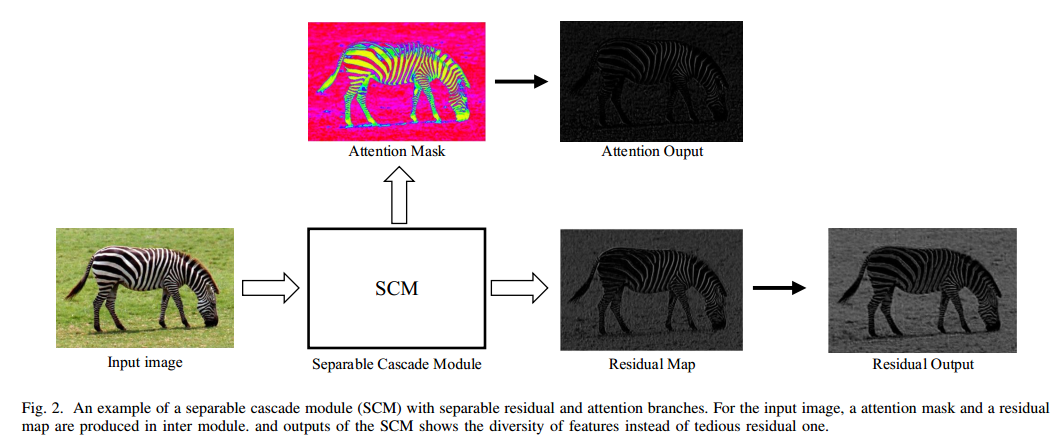 Attention Mask
Attention Ouput
SCM
Input image
Separable Cascade Module
Residual Map
Residual Output
Fig. 2. An example of a separable cascade module (SCM) with separable residual and attention branches. For the input image, a attention mask and a residual
map are produced in inter module. and outputs of the SCM shows the diversity of features instead of tedious residual one.